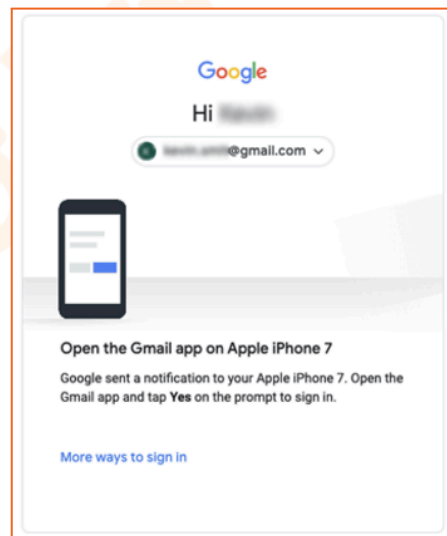 Google
Hi
@gmail.com
Open the Gmail app on Apple iPhone 7
Google sent a notification to your Apple iPhone 7. Open the
Gmail app and tap Yes on the prompt to sign in.
More ways to sign in